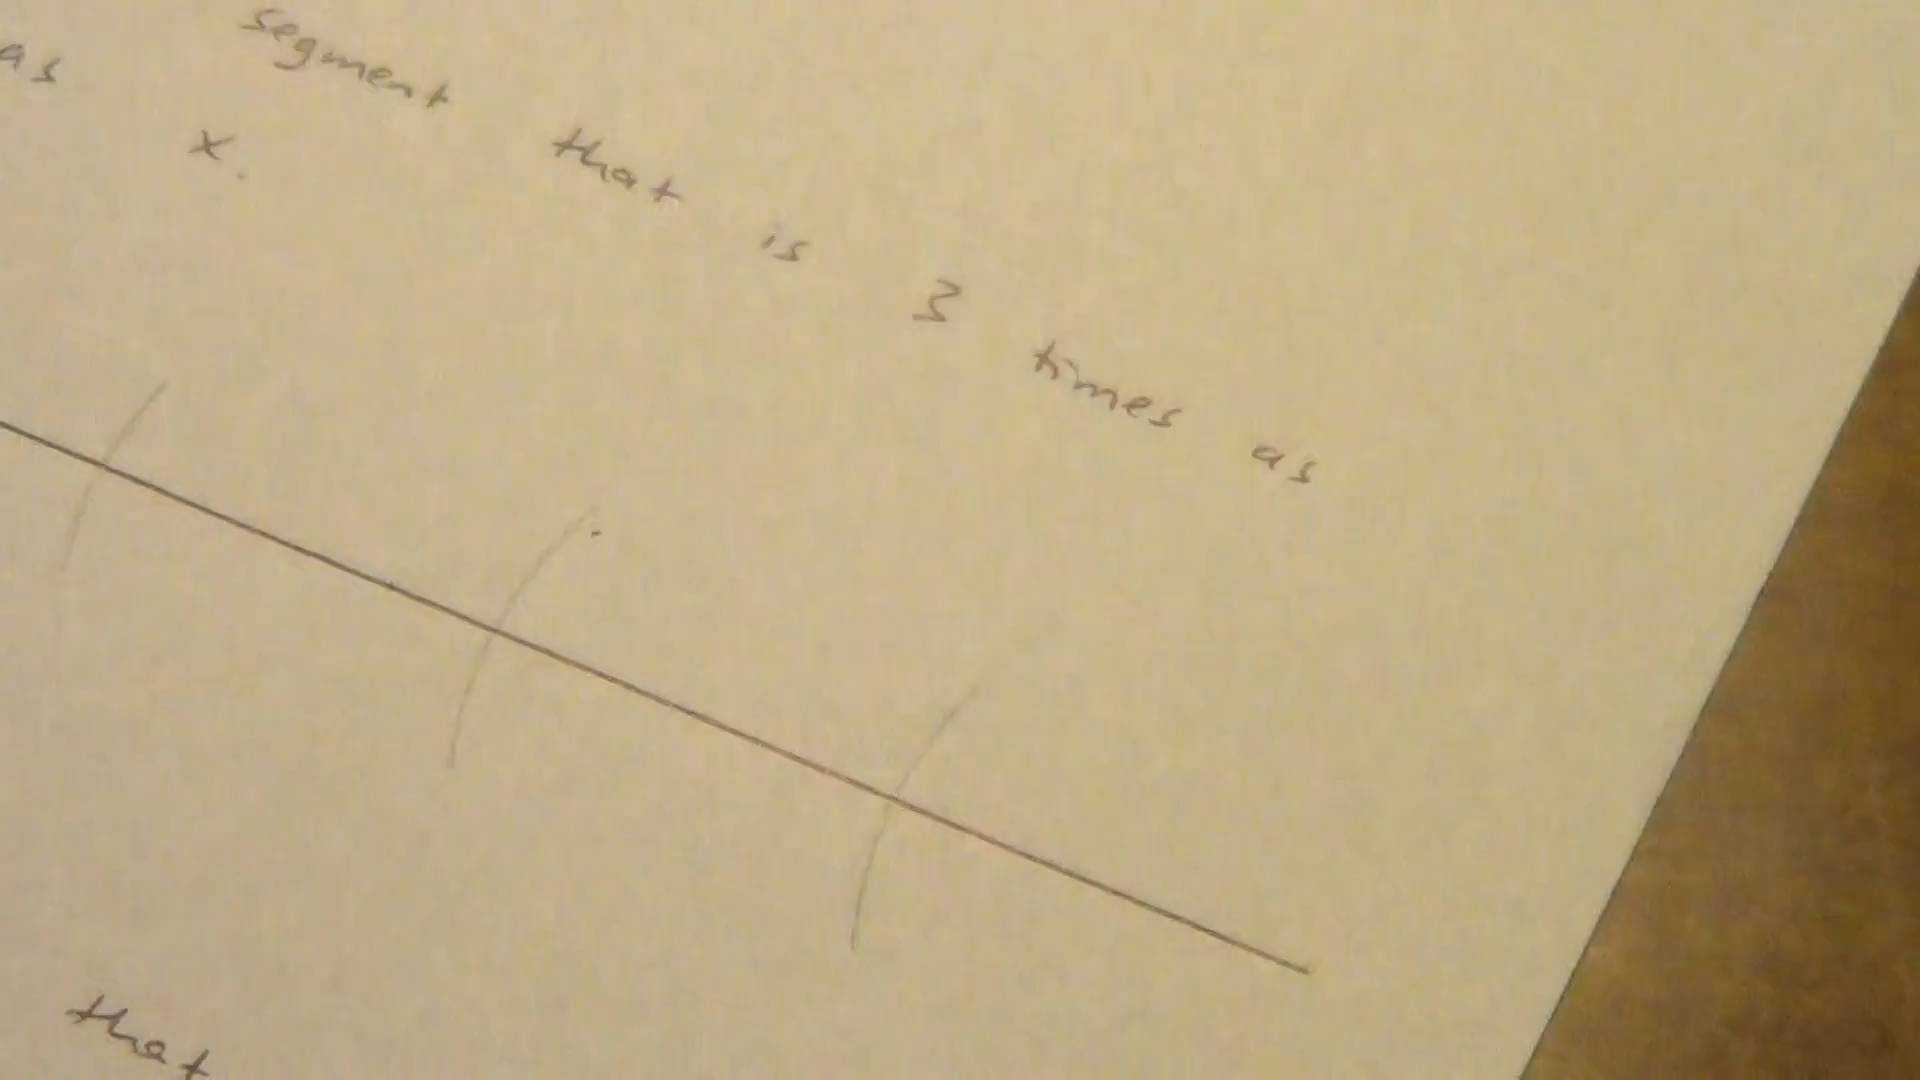 segment that is 3 times as
as x.
that